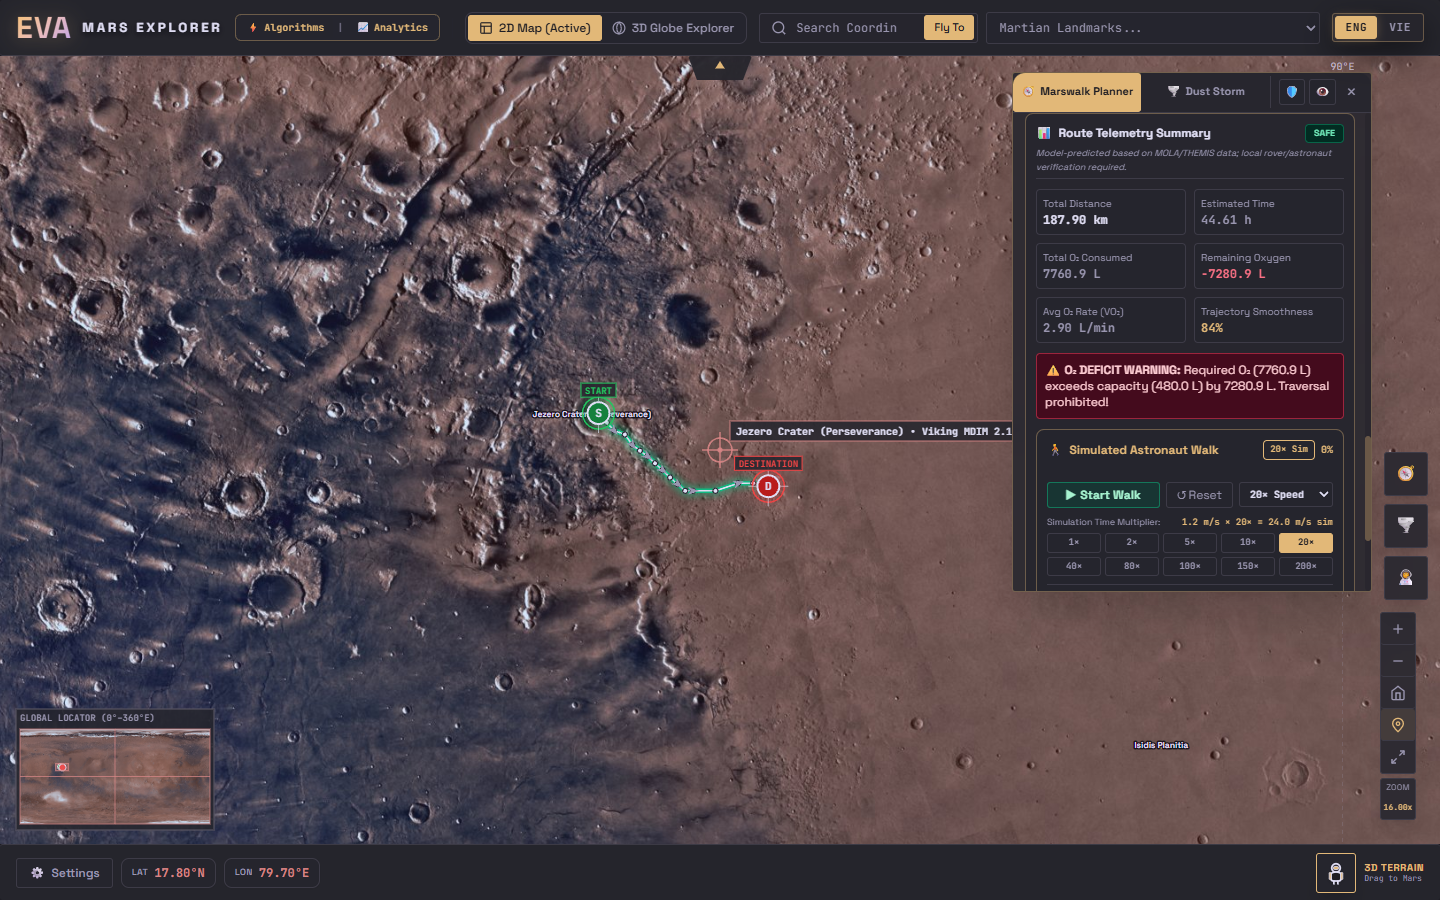 EVA MARS EXPLORER
Algorithms | Analytics
2D Map (Active)
3D Globe Explorer
Search Coordin
Fly To
Martian Landmarks...
ENG
VIE
90°E
Marswalk Planner
Dust Storm
×
Route Telemetry Summary
SAFE
Model-predicted based on MOLA/THEMIS data; local rover/astronaut
verification required.
Total Distance
187.90 km
Estimated Time
44.61 h
Total O₂ Consumed
7760.9 L
Remaining Oxygen
-7280.9 L
Avg O₂ Rate (VO₂)
2.90 L/min
Trajectory Smoothness
84%
O₂ DEFICIT WARNING: Required O₂ (7760.9 L)
exceeds capacity (480.0 L) by 7280.9 L. Traversal
prohibited!
Simulated Astronaut Walk
20× Sim
0%
▶ Start Walk
↺ Reset
20× Speed
Simulation Time Multiplier:
1.2 m/s × 20× = 24.0 m/s sim
1×
2×
5×
10×
20×
40×
80×
100×
150×
200×
START
S
Jezero Crater (Perseverance) • Viking MDIM 2.1
DESTINATION
D
Isidis Planitia
GLOBAL LOCATOR (0°-360°E)
ZOOM
16.00x
Settings
LAT 17.80°N
LON 79.70°E
3D TERRAIN
Drag to Mars